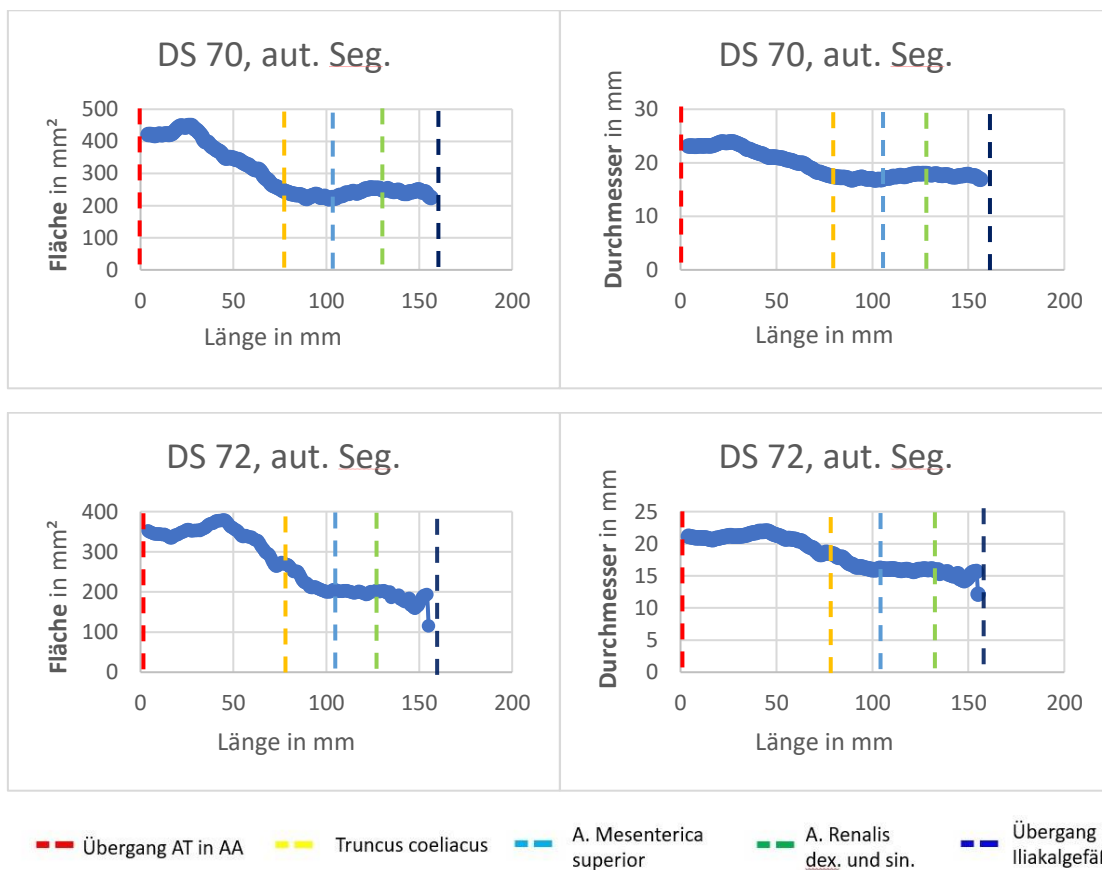 DS 70, aut. Seg.
Fläche in mm²
500
400
300
200
100
0
0 50 100 150 200
Länge in mm
DS 70, aut. Seg.
Durchmesser in mm
30
20
10
0
0 50 100 150 200
Länge in mm
DS 72, aut. Seg.
Fläche in mm²
400
300
200
100
0
0 50 100 150 200
Länge in mm
DS 72, aut. Seg.
Durchmesser in mm
25
20
15
10
5
0
0 50 100 150 200
Länge in mm
Übergang AT in AA
Truncus coeliacus
A. Mesenterica
superior
A. Renalis
dex. und sin.
Übergang
Iliakalgefäß